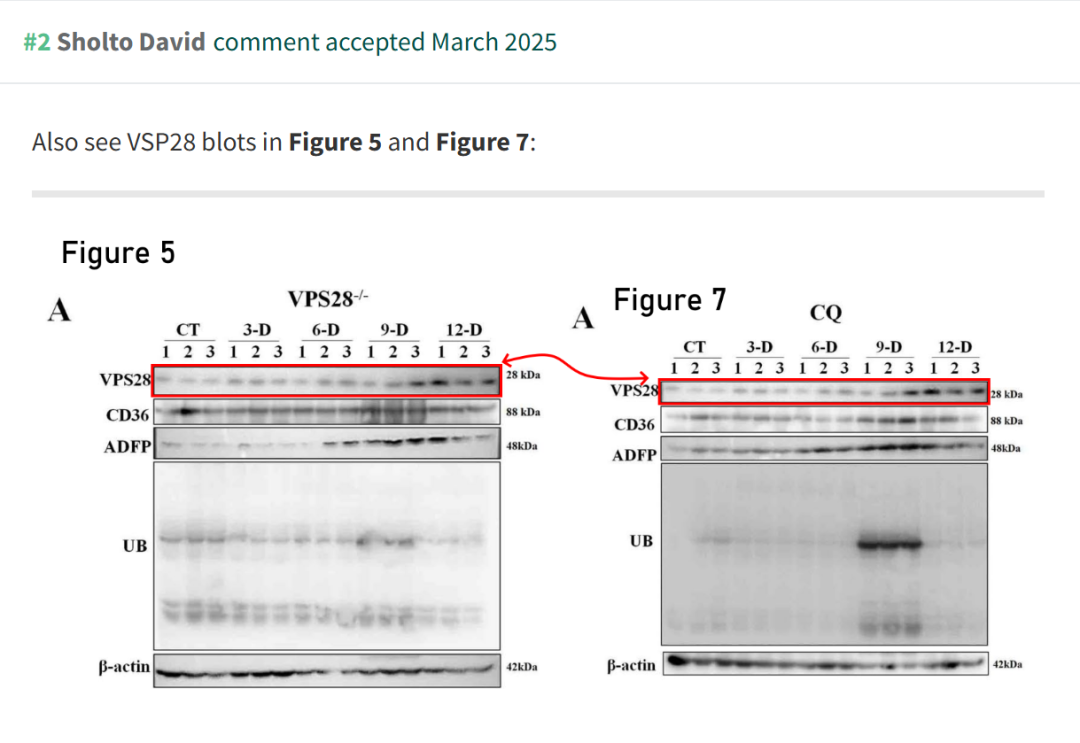 #2 Sholto David comment accepted March 2025
Also see VSP28 blots in Figure 5 and Figure 7:
Figure 5
A
VPS28-/-
CT 3-D 6-D 9-D 12-D
1 2 3 1 2 3 1 2 3 1 2 3 1 2 3
VPS28 28 kDa
CD36 88 kDa
ADFP 48kDa
UB
β-actin 42kDa
Figure 7
A
CQ
CT 3-D 6-D 9-D 12-D
1 2 3 1 2 3 1 2 3 1 2 3 1 2 3
VPS28 28 kDa
CD36 88 kDa
ADFP 48kDa
UB
β-actin 42kDa